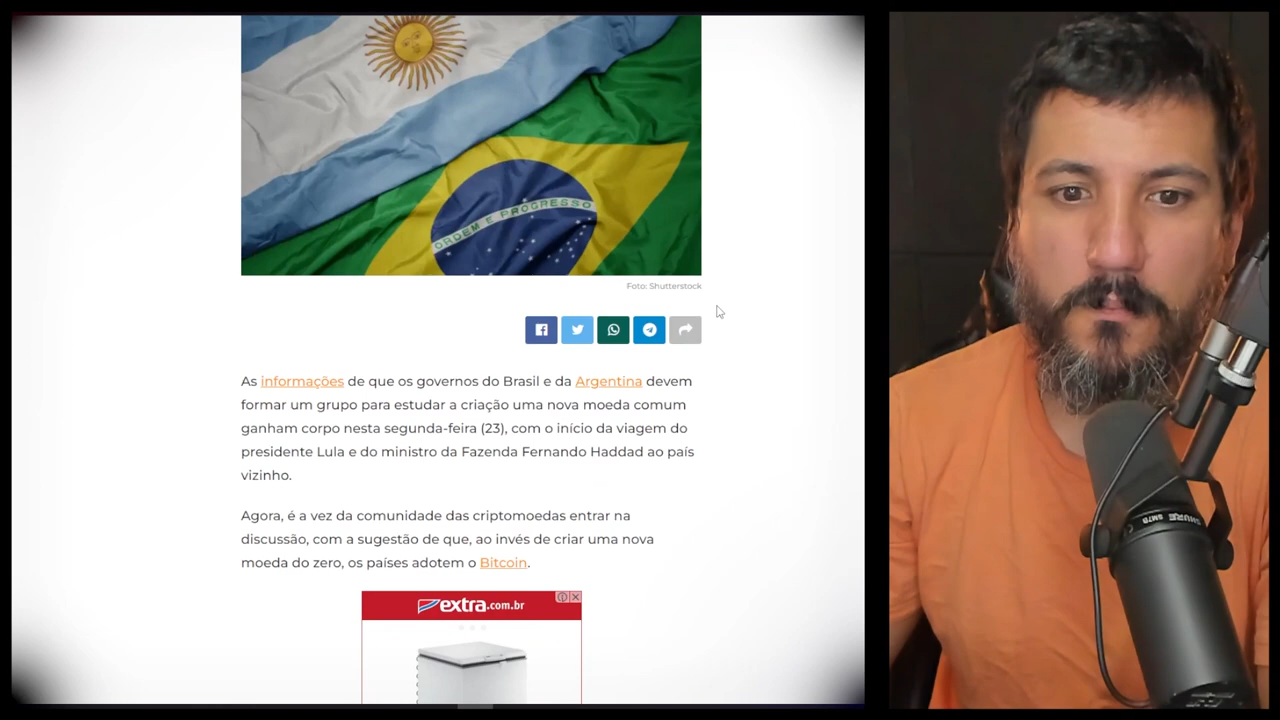 ORDEM E PROGRESSO
Foto: Shutterstock
As informações de que os governos do Brasil e da Argentina devem
formar um grupo para estudar a criação uma nova moeda comum
ganham corpo nesta segunda-feira (23), com o início da viagem do
presidente Lula e do ministro da Fazenda Fernando Haddad ao país
vizinho.
Agora, é a vez da comunidade das criptomoedas entrar na
discussão, com a sugestão de que, ao invés de criar uma nova
moeda do zero, os países adotem o Bitcoin.
extra.com.br
SHURE SM7B